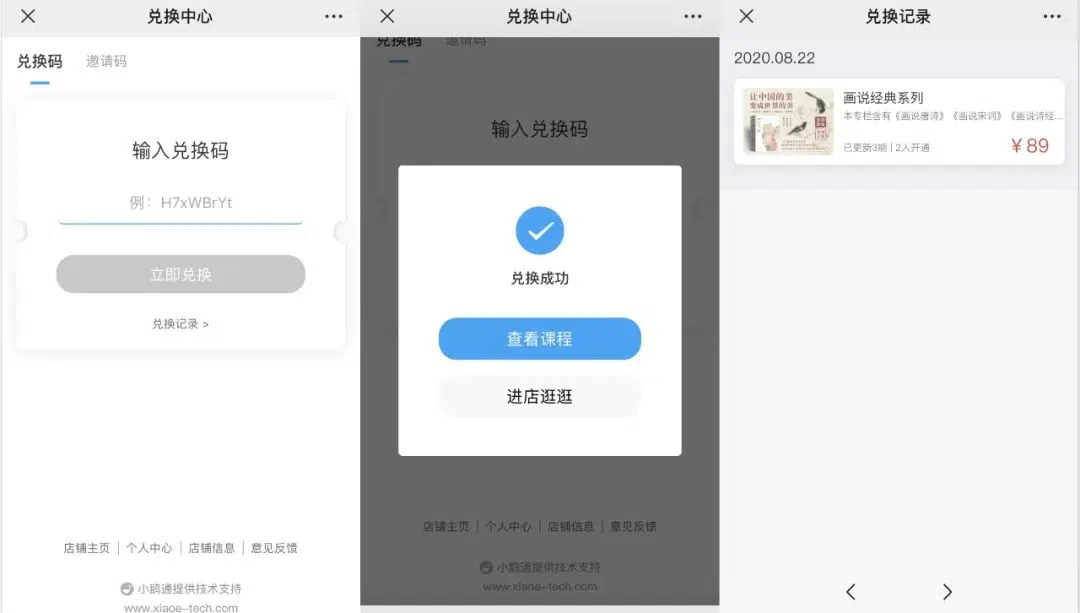 兑换中心
兑换码 邀请码
输入兑换码
例：H7xWBrYt
立即兑换
兑换记录 >
店铺主页 | 个人中心 | 店铺信息 | 意见反馈
小鹅通提供技术支持
www.xiaoe-tech.com
兑换中心
兑换码 邀请码
输入兑换码
兑换成功
查看课程
进店逛逛
店铺主页 | 个人中心 | 店铺信息 | 意见反馈
小鹅通提供技术支持
www.xiaoe-tech.com
兑换记录
2020.08.22
让中国的美
变成世界的美
画说经典系列
本专栏含有《画说唐诗》《画说宋词》《画说诗经...
已更新3期 | 2人开通
￥89